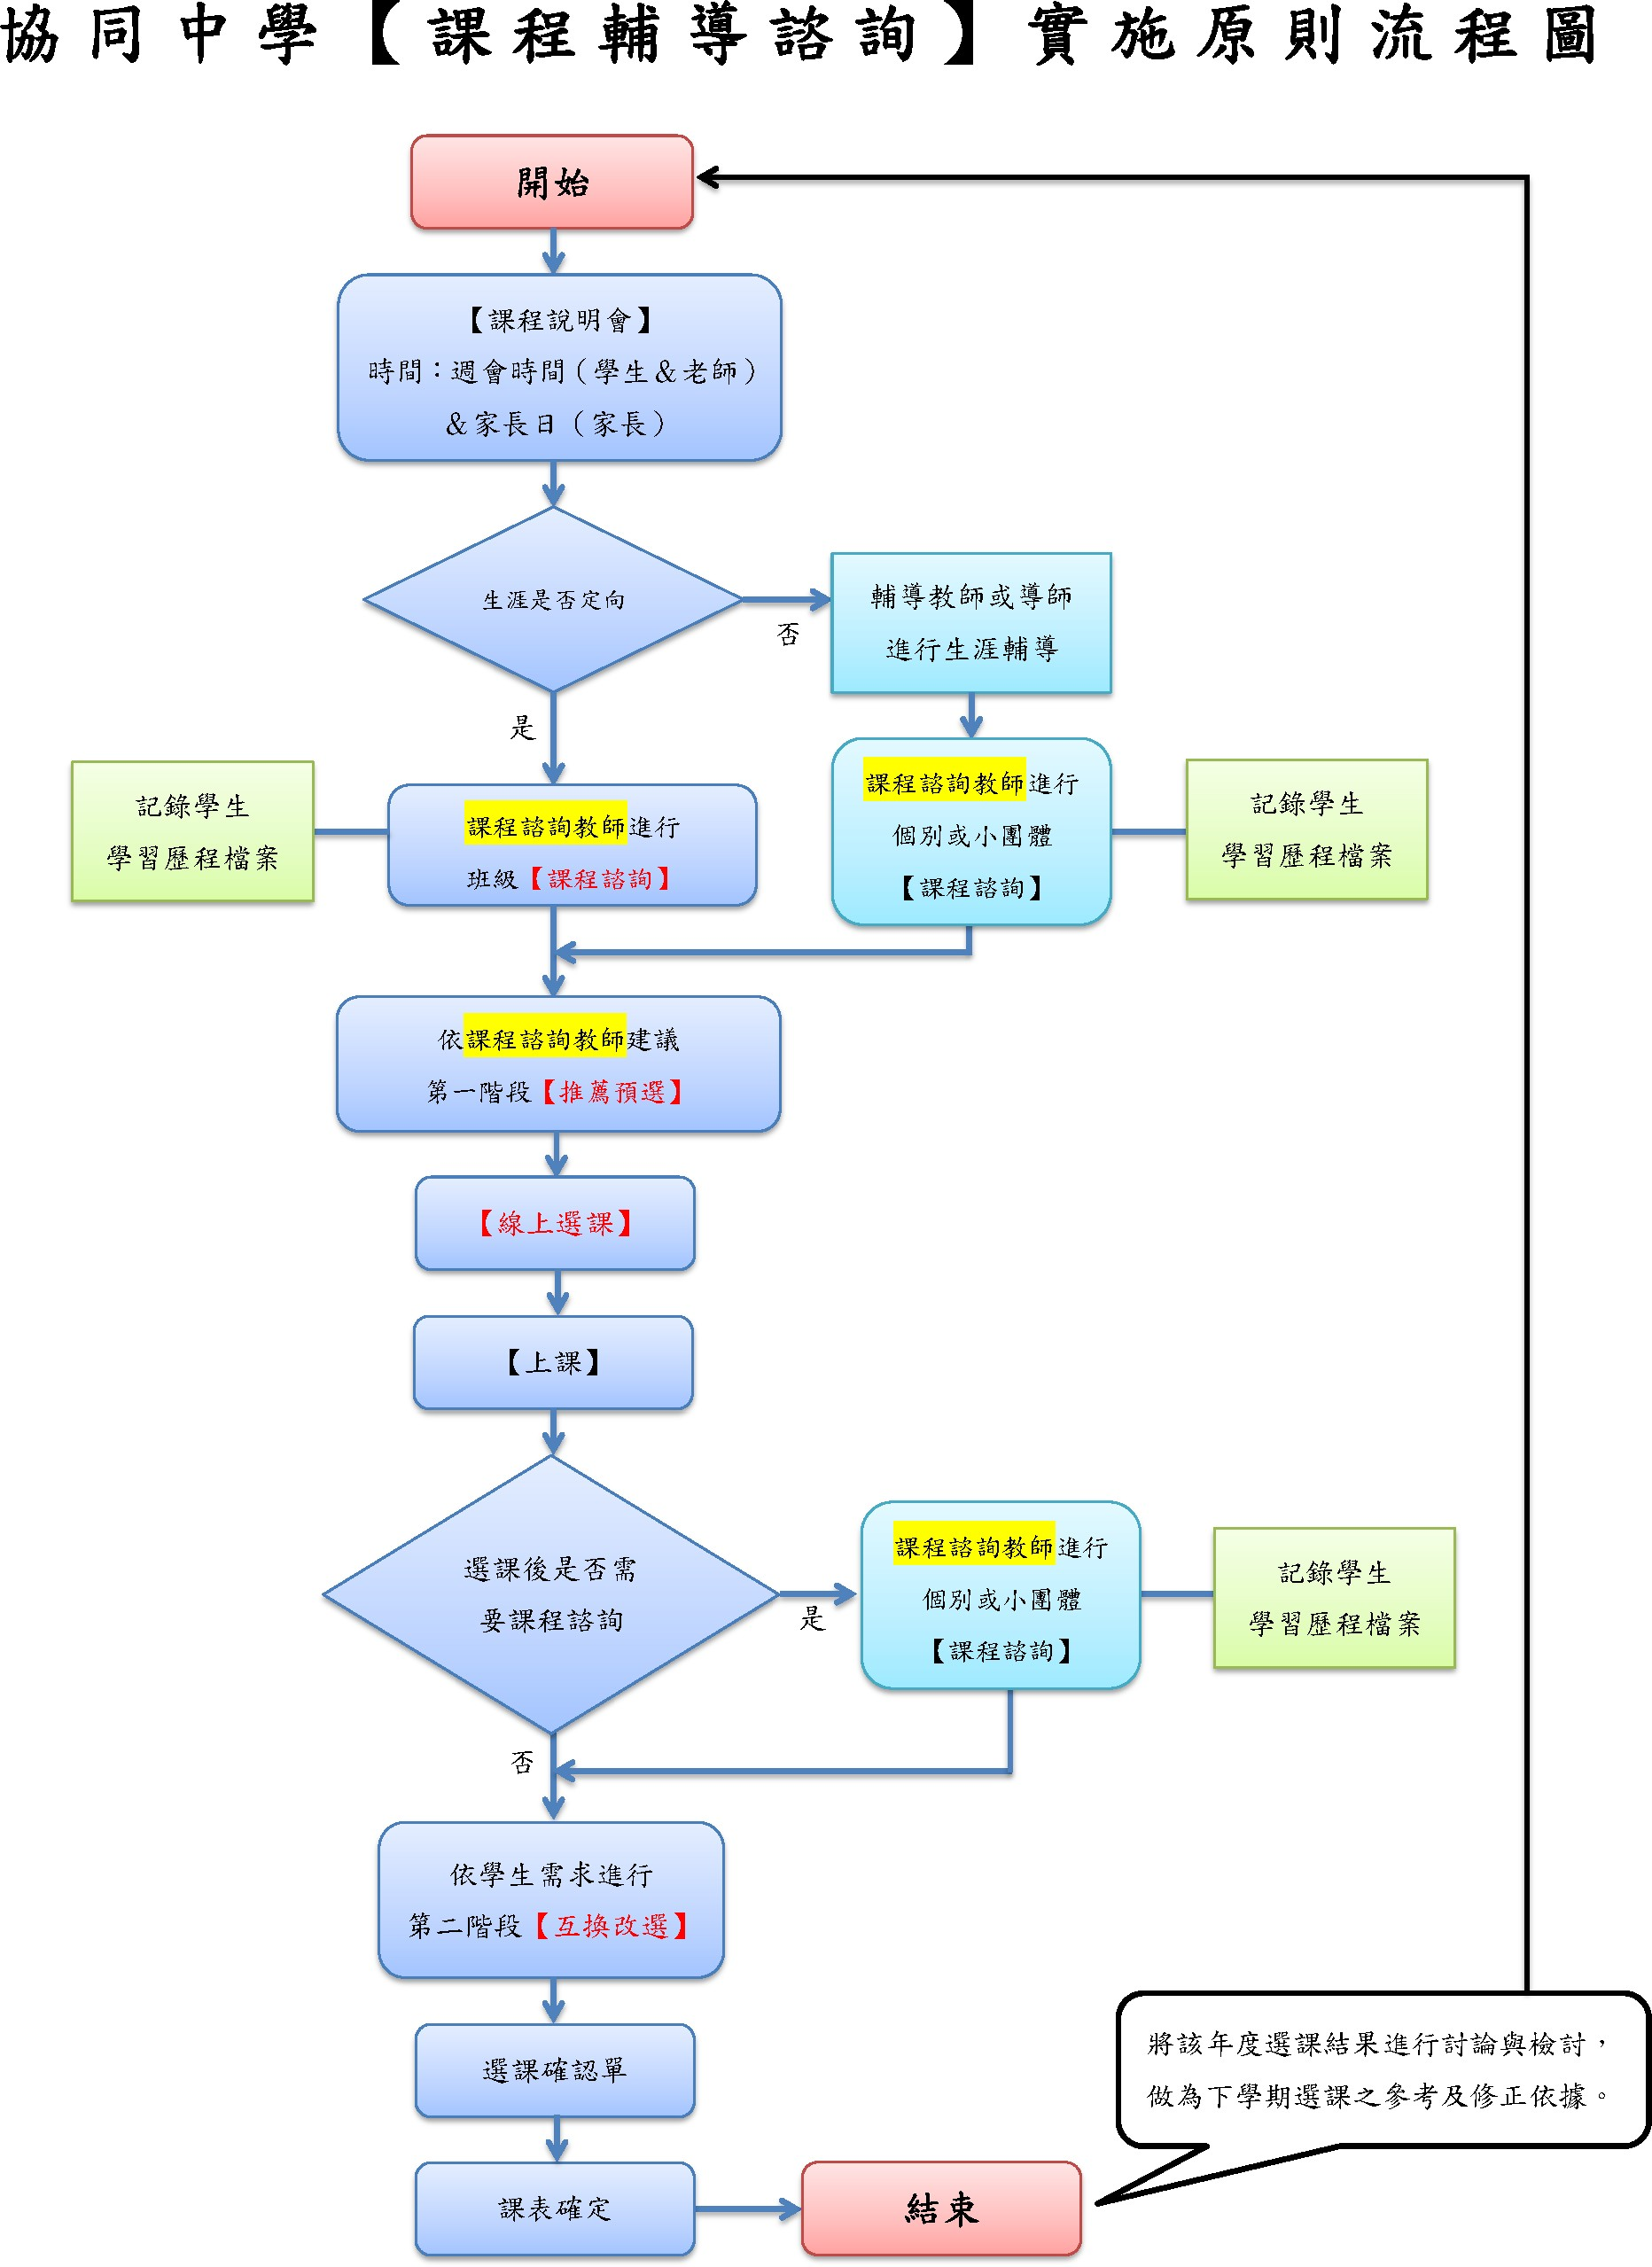 協同中學【課程輔導諮詢】實施原則流程圖
開始
【課程說明會】
時間：週會時間（學生＆老師）
＆家長日（家長）
生涯是否定向
否
輔導教師或導師
進行生涯輔導
是
記錄學生
學習歷程檔案
課程諮詢教師進行
班級【課程諮詢】
課程諮詢教師進行
個別或小團體
【課程諮詢】
記錄學生
學習歷程檔案
依課程諮詢教師建議
第一階段【推薦預選】
【線上選課】
【上課】
選課後是否需
要課程諮詢
是
課程諮詢教師進行
個別或小團體
【課程諮詢】
記錄學生
學習歷程檔案
否
依學生需求進行
第二階段【互換改選】
選課確認單
將該年度選課結果進行討論與檢討，
做為下學期選課之參考及修正依據。
課表確定
結束